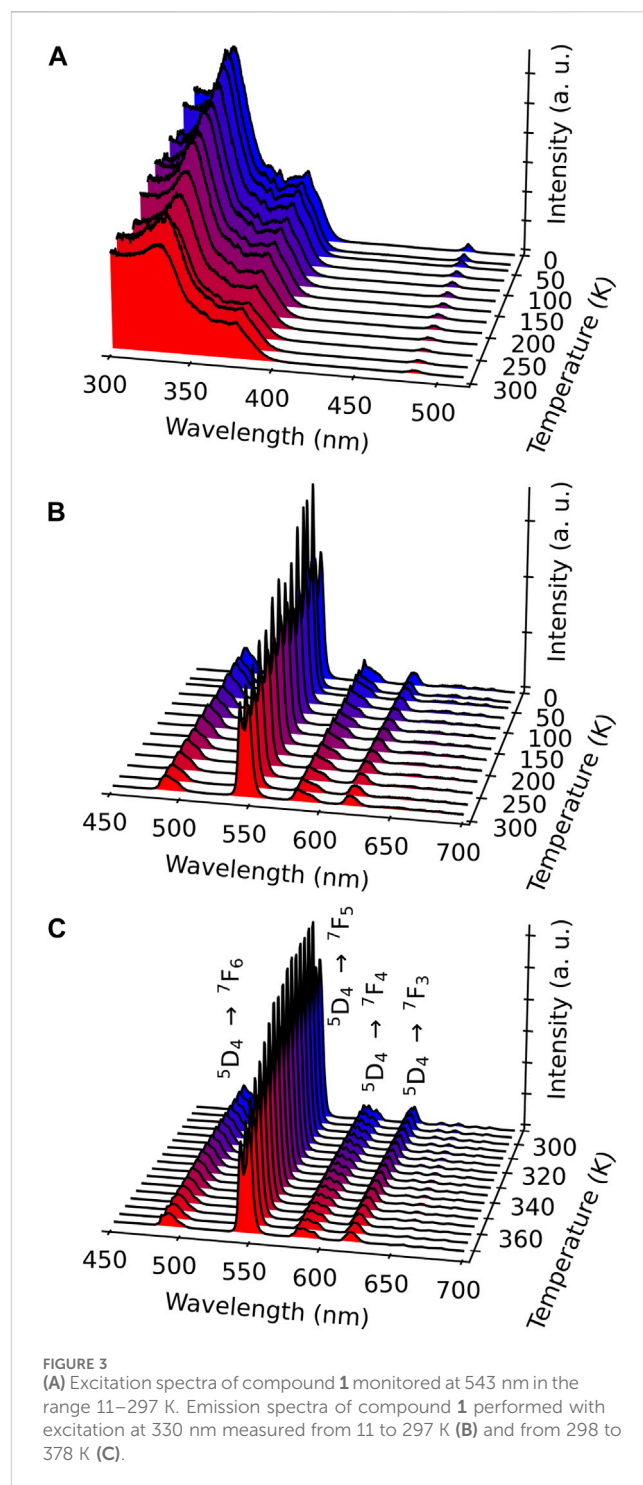 A
Intensity (a. u.)
0
50
100
150
200
250
300
Temperature (K)
300
350
400
450
500
Wavelength (nm)
B
Intensity (a. u.)
0
50
100
150
200
250
300
Temperature (K)
450
500
550
600
650
700
Wavelength (nm)
C
⁵D₄ → ⁷F₆
⁵D₄ → ⁷F₅
⁵D₄ → ⁷F₄
⁵D₄ → ⁷F₃
Intensity (a. u.)
300
320
340
360
Temperature (K)
450
500
550
600
650
700
Wavelength (nm)
FIGURE 3
(A) Excitation spectra of compound 1 monitored at 543 nm in the
range 11–297 K. Emission spectra of compound 1 performed with
excitation at 330 nm measured from 11 to 297 K (B) and from 298 to
378 K (C).